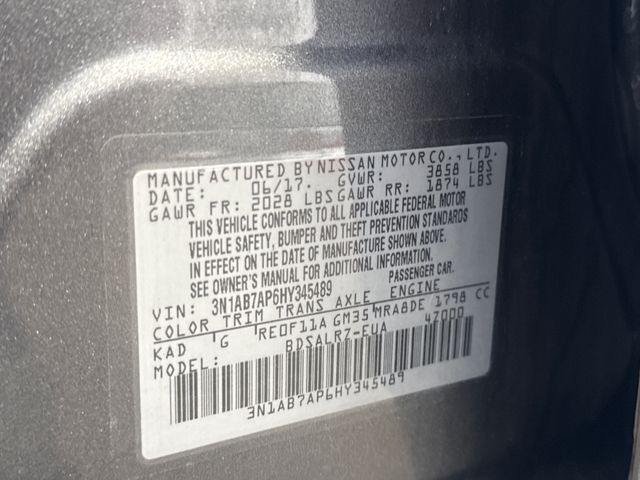 MANUFACTURED BY NISSAN MOTOR CO., LTD.
DATE: 06/17. GVWR: 3858 LBS
GAWR FR: 2028 LBS GAWR RR: 1874 LBS
THIS VEHICLE CONFORMS TO ALL APPLICABLE FEDERAL MOTOR
VEHICLE SAFETY, BUMPER AND THEFT PREVENTION STANDARDS
IN EFFECT ON THE DATE OF MANUFACTURE SHOWN ABOVE.
SEE OWNER'S MANUAL FOR ADDITIONAL INFORMATION.
VIN: 3N1AB7AP6HY345489 PASSENGER CAR.
COLOR TRIM TRANS AXLE ENGINE
KAD G RE0F11A GM35 MRA8DE 1798 CC
MODEL: BDSALRZ-EUA 47000
3N1AB7AP6HY345489